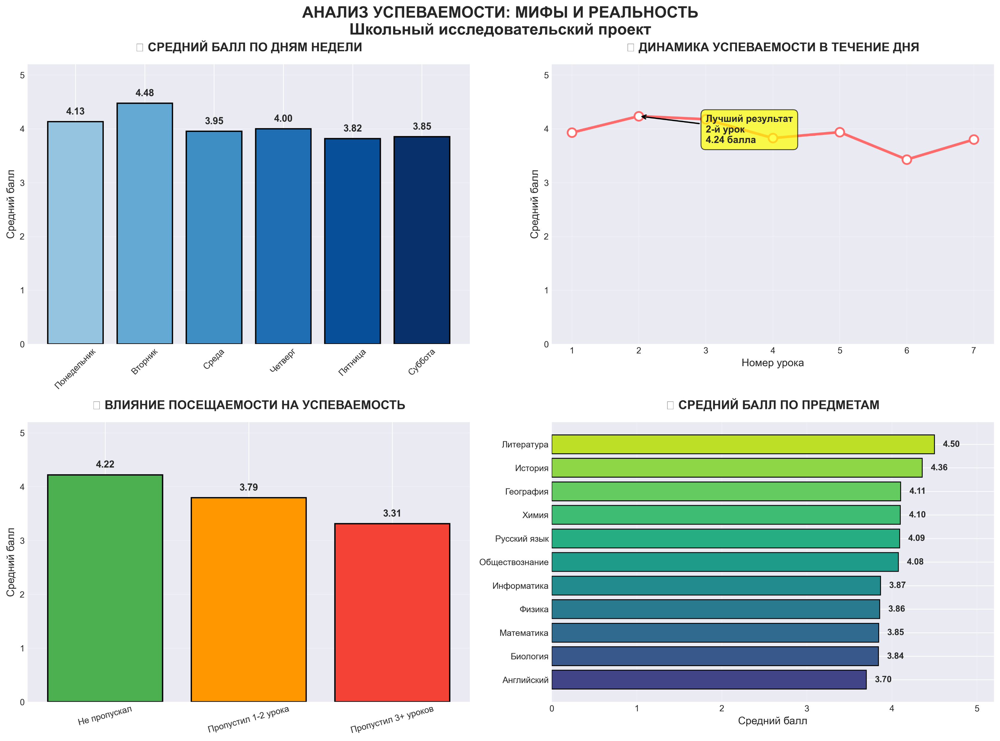 АНАЛИЗ УСПЕВАЕМОСТИ: МИФЫ И РЕАЛЬНОСТЬ
Школьный исследовательский проект
СРЕДНИЙ БАЛЛ ПО ДНЯМ НЕДЕЛИ
Средний балл
5
4
3
2
1
0
4.13
4.48
3.95
4.00
3.82
3.85
Понедельник
Вторник
Среда
Четверг
Пятница
Суббота
ДИНАМИКА УСПЕВАЕМОСТИ В ТЕЧЕНИЕ ДНЯ
Средний балл
5
4
3
2
1
0
Лучший результат
2-й урок
4.24 балла
1 2 3 4 5 6 7
Номер урока
ВЛИЯНИЕ ПОСЕЩАЕМОСТИ НА УСПЕВАЕМОСТЬ
Средний балл
5
4
3
2
1
0
4.22
3.79
3.31
Не пропускал
Пропустил 1-2 урока
Пропустил 3+ уроков
СРЕДНИЙ БАЛЛ ПО ПРЕДМЕТАМ
Литература 4.50
История 4.36
География 4.11
Химия 4.10
Русский язык 4.09
Обществознание 4.08
Информатика 3.87
Физика 3.86
Математика 3.85
Биология 3.84
Английский 3.70
0 1 2 3 4 5
Средний балл